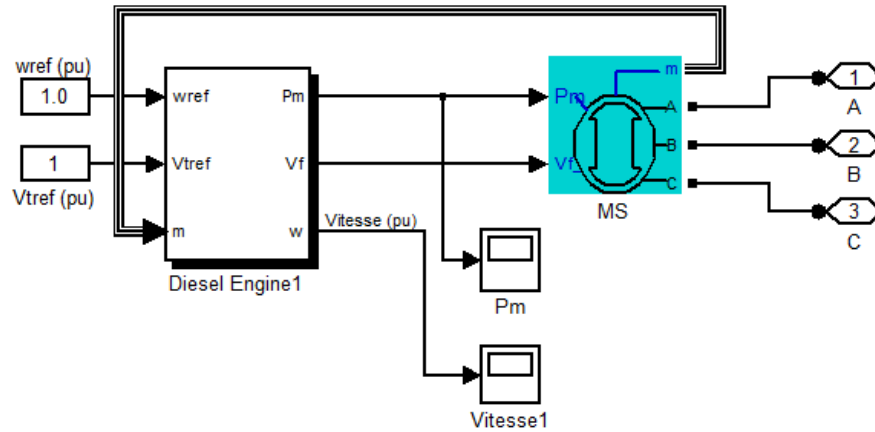 wref (pu)
1.0
1
Vtref (pu)
wref
Vtref
m
Pm
Vf
w
Diesel Engine1
Vitesse (pu)
Pm
Vitesse1
Pm
Vf_
m
A
B
C
MS
1
A
2
B
3
C